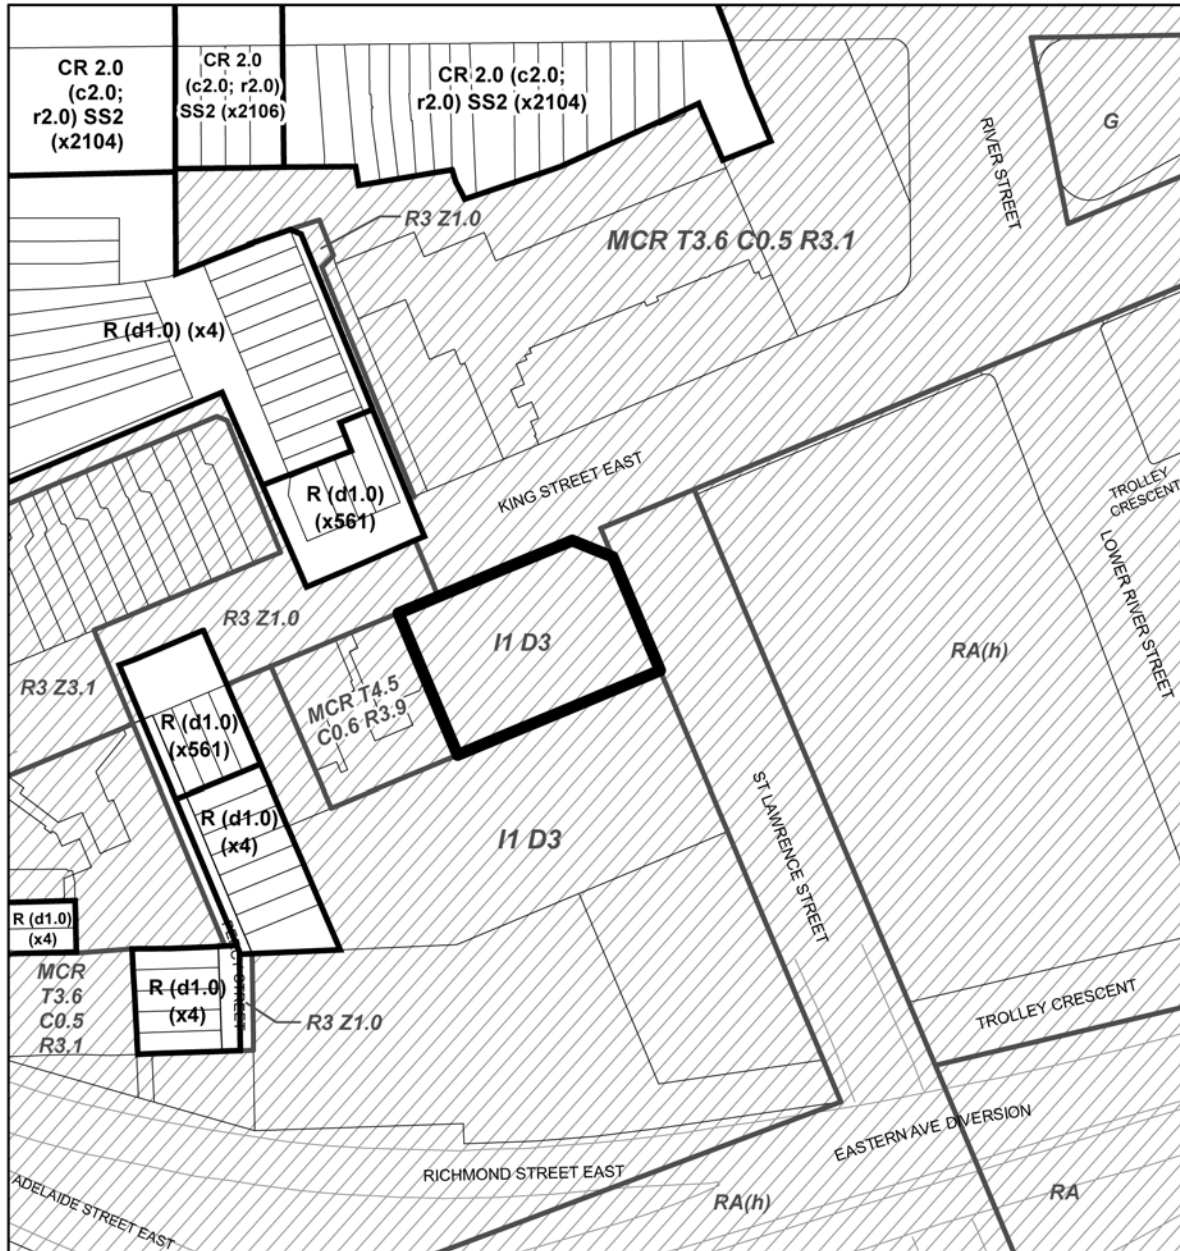 CR 2.0
(c2.0;
r2.0) SS2
(x2104)
CR 2.0
(c2.0; r2.0)
SS2 (x2106)
CR 2.0 (c2.0;
r2.0) SS2 (x2104)
RIVER STREET
G
R3 Z1.0
MCR T3.6 C0.5 R3.1
R (d1.0) (x4)
R (d1.0)
(x561)
KING STREET EAST
TROLLEY
CRESCENT
LOWER RIVER STREET
R3 Z1.0
I1 D3
RA(h)
R3 Z3.1
MCR T4.5
C0.6 R3.9
R (d1.0)
(x561)
R (d1.0)
(x4)
I1 D3
ST LAWRENCE STREET
R (d1.0)
(x4)
MCR
T3.6
C0.5
R3.1
R (d1.0)
(x4)
STREET
R3 Z1.0
TROLLEY CRESCENT
EASTERN AVE DIVERSION
RICHMOND STREET EAST
ADELAIDE STREET EAST
RA(h)
RA